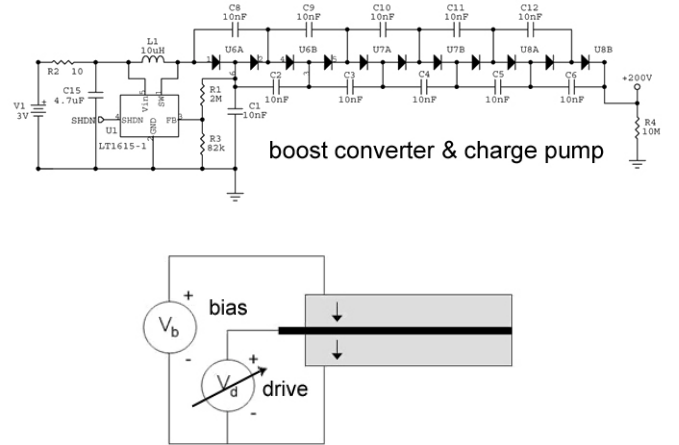 C8 C9 C10 C11 C12
10nF 10nF 10nF 10nF 10nF
L1
10uH
U6A U6B U7A U7B U8A U8B
R2 10
C2 C3 C4 C5 C6
10nF 10nF 10nF 10nF 10nF
+200V
C15
4.7uF
Vin SW
R1
2M
V1
3V
C1
10nF
SHDN
4 SHDN FB 3
U1
GND
2
LT1615-1
R3
82k
R4
10M
boost converter & charge pump
+
bias
Vb
-
+
Vd
drive
-